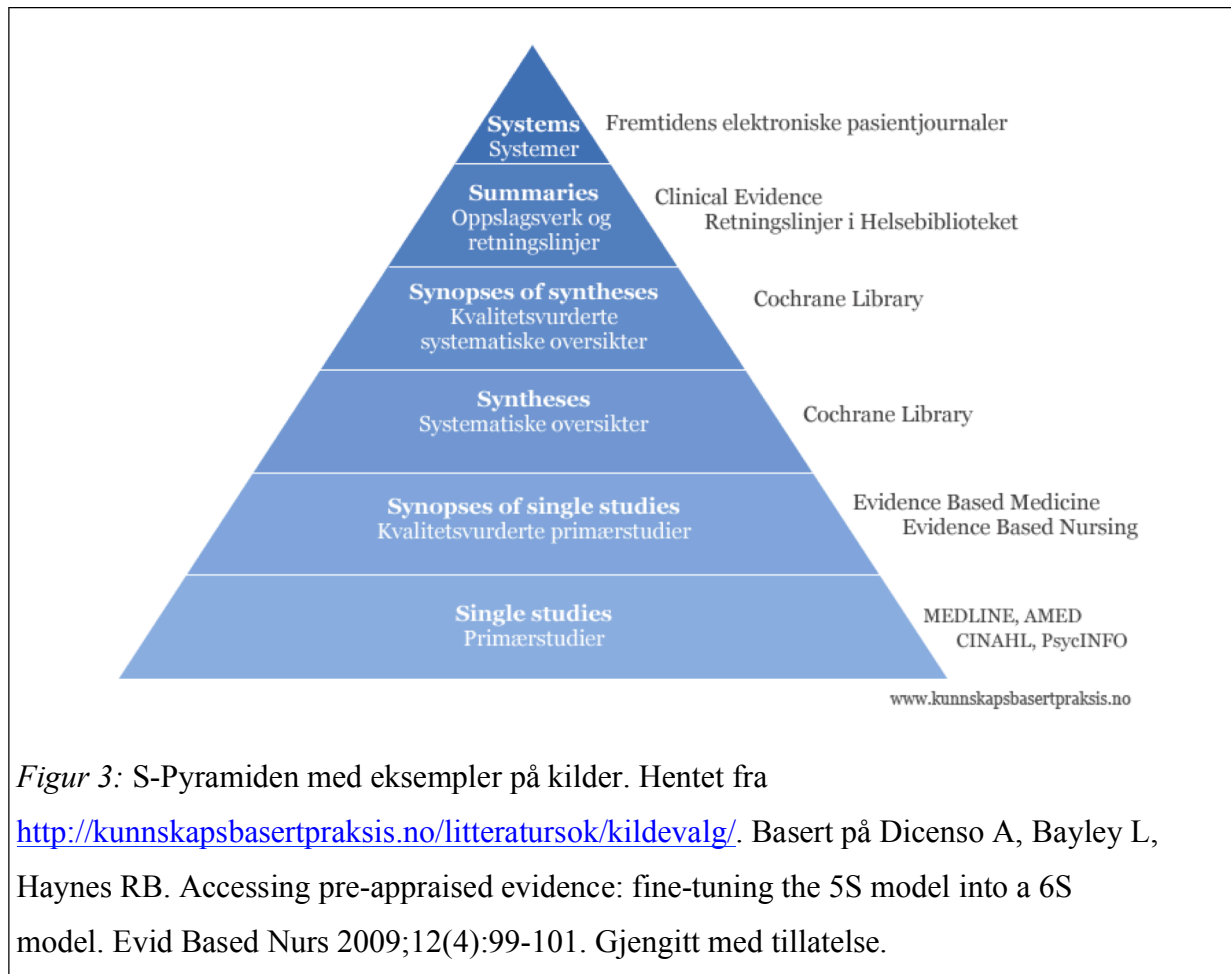 Systems
Systemer
Fremtidens elektroniske pasientjournaler
Summaries
Oppslagsverk og
retningslinjer
Clinical Evidence
Retningslinjer i Helsebiblioteket
Synopses of syntheses
Kvalitetsvurderte
systematiske oversikter
Cochrane Library
Syntheses
Systematiske oversikter
Cochrane Library
Synopses of single studies
Kvalitetsvurderte primærstudier
Evidence Based Medicine
Evidence Based Nursing
Single studies
Primærstudier
MEDLINE, AMED
CINAHL, PsycINFO
www.kunnskapsbasertpraksis.no
Figur 3: S-Pyramiden med eksempler på kilder. Hentet fra
http://kunnskapsbasertpraksis.no/litteratursok/kildevalg/. Basert på Dicenso A, Bayley L,
Haynes RB. Accessing pre-appraised evidence: fine-tuning the 5S model into a 6S
model. Evid Based Nurs 2009;12(4):99-101. Gjengitt med tillatelse.